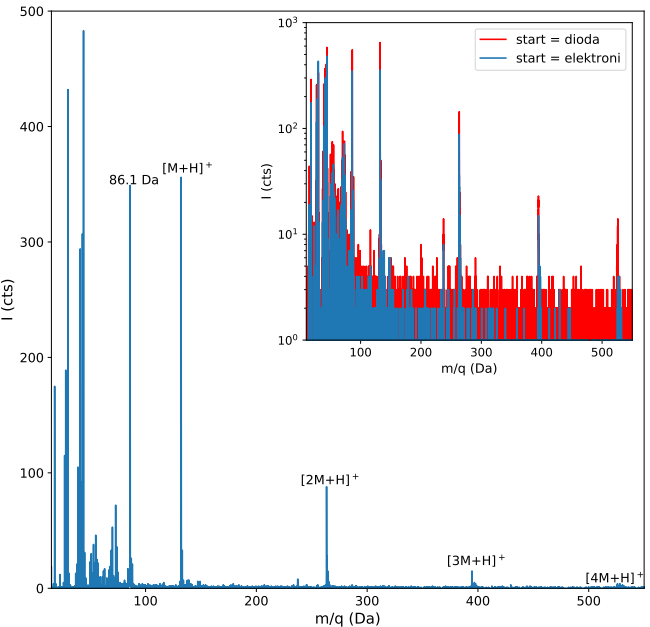 500
400
300
200
100
0
I (cts)
100
200
300
400
500
m/q (Da)
86.1 Da
[M+H]⁺
[2M+H]⁺
[3M+H]⁺
[4M+H]⁺
10³
10²
10¹
10⁰
I (cts)
100
200
300
400
500
m/q (Da)
start = dioda
start = elektroni